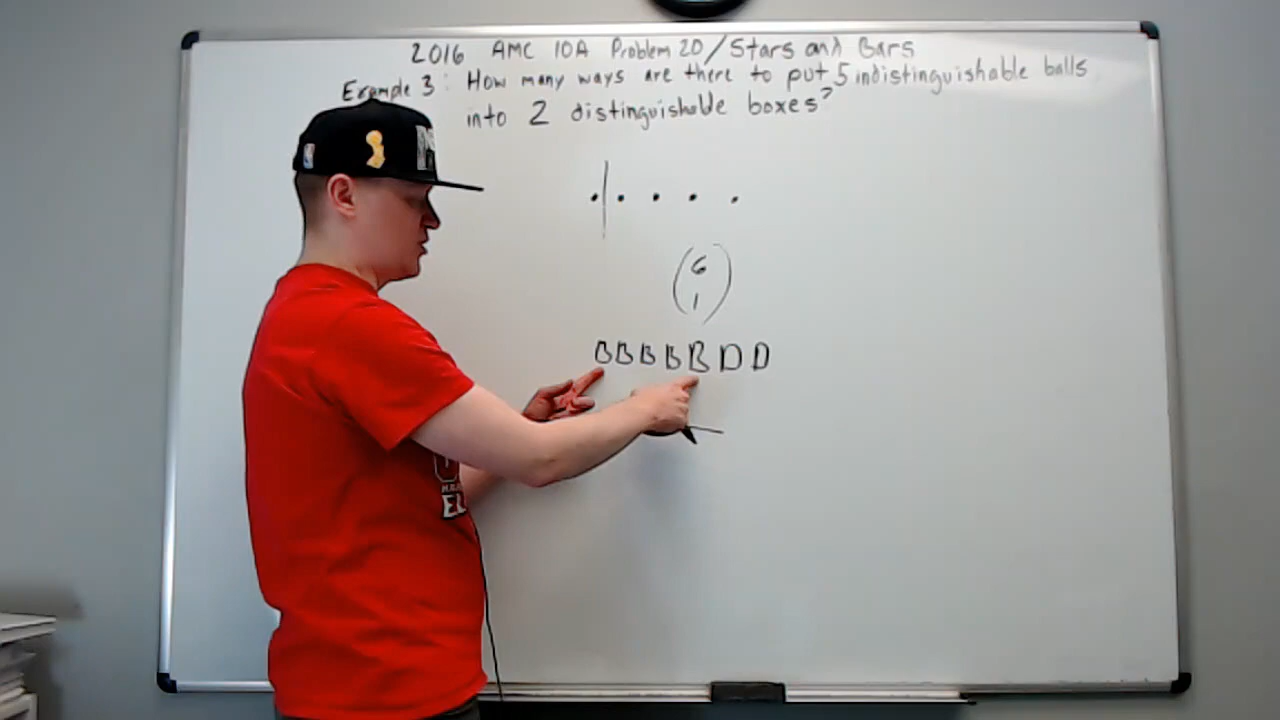 2016 AMC 10A Problem 20/Stars and Bars
Example 3: How many ways are there to put 5 indistinguishable balls
into 2 distinguishable boxes?
6
1
BBBBBDD